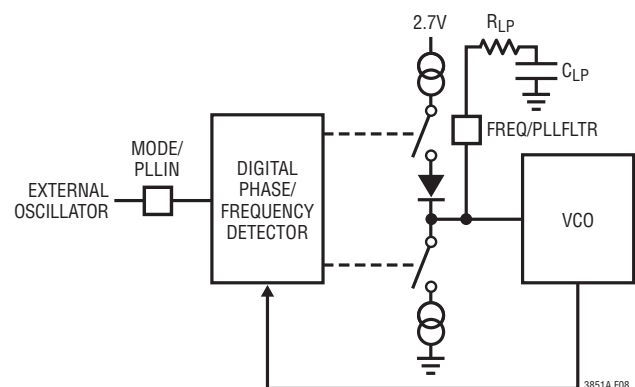 2.7V
R_LP
C_LP
FREQ/PLLFLTR
MODE/
PLLIN
EXTERNAL
OSCILLATOR
DIGITAL
PHASE/
FREQUENCY
DETECTOR
VCO
3851A F08